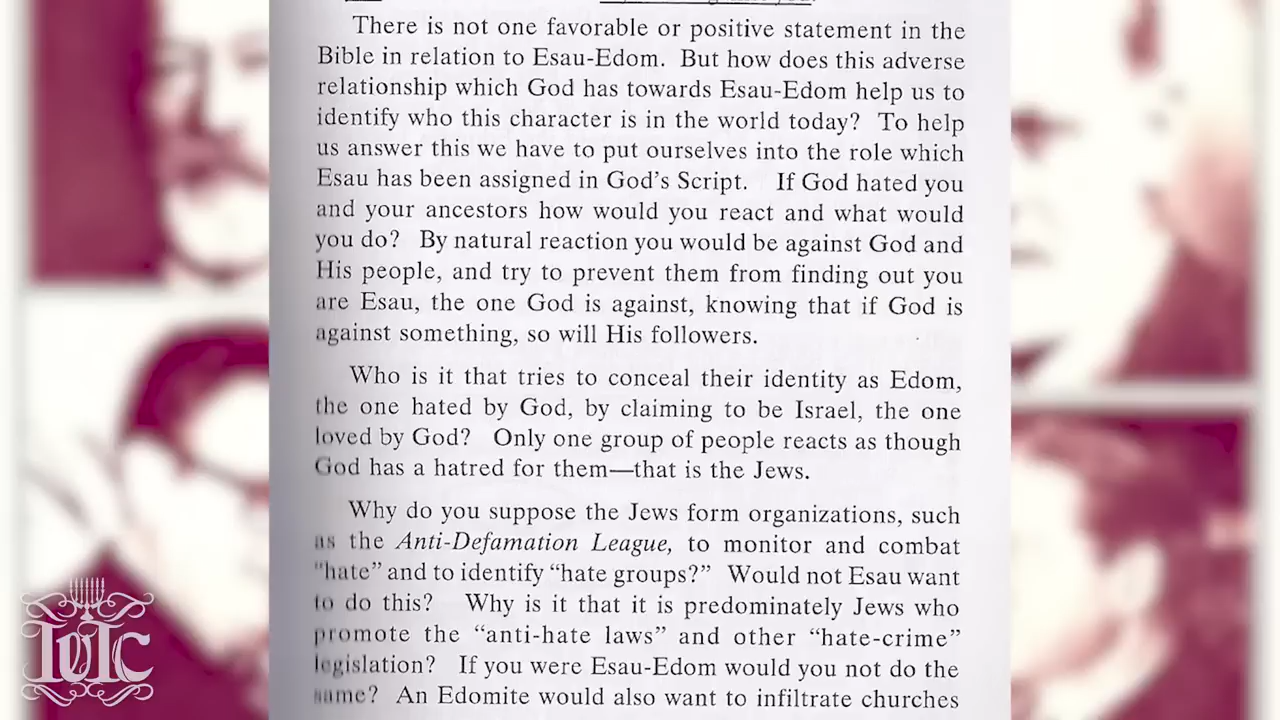 There is not one favorable or positive statement in the
Bible in relation to Esau-Edom. But how does this adverse
relationship which God has towards Esau-Edom help us to
identify who this character is in the world today? To help
us answer this we have to put ourselves into the role which
Esau has been assigned in God's Script. If God hated you
and your ancestors how would you react and what would
you do? By natural reaction you would be against God and
His people, and try to prevent them from finding out you
are Esau, the one God is against, knowing that if God is
against something, so will His followers.
Who is it that tries to conceal their identity as Edom,
the one hated by God, by claiming to be Israel, the one
loved by God? Only one group of people reacts as though
God has a hatred for them—that is the Jews.
Why do you suppose the Jews form organizations, such
as the Anti-Defamation League, to monitor and combat
"hate" and to identify "hate groups?" Would not Esau want
to do this? Why is it that it is predominately Jews who
promote the "anti-hate laws" and other "hate-crime"
legislation? If you were Esau-Edom would you not do the
same? An Edomite would also want to infiltrate churches
IUIC